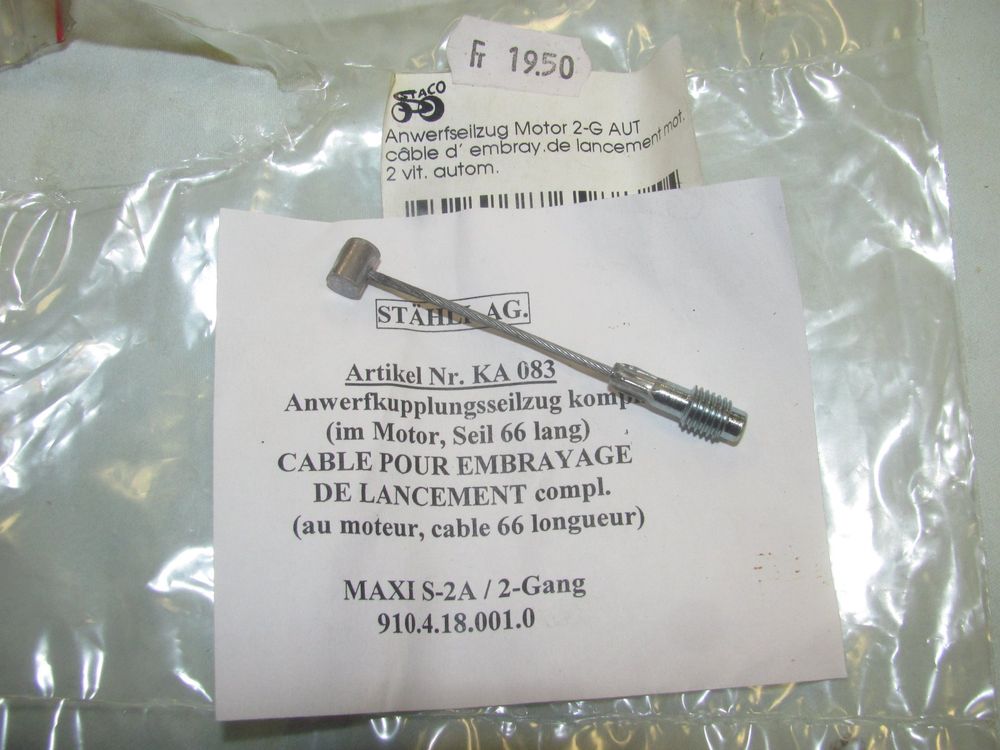 Fr 19.50
STACO
Anwerfseilzug Motor 2-G AUT
câble d' embray.de lancement mot.
2 vit. autom.
STÄHLI AG.
Artikel Nr. KA 083
Anwerfkupplungsseilzug kompl.
(im Motor, Seil 66 lang)
CABLE POUR EMBRAYAGE
DE LANCEMENT compl.
(au moteur, cable 66 longueur)
MAXI S-2A / 2-Gang
910.4.18.001.0